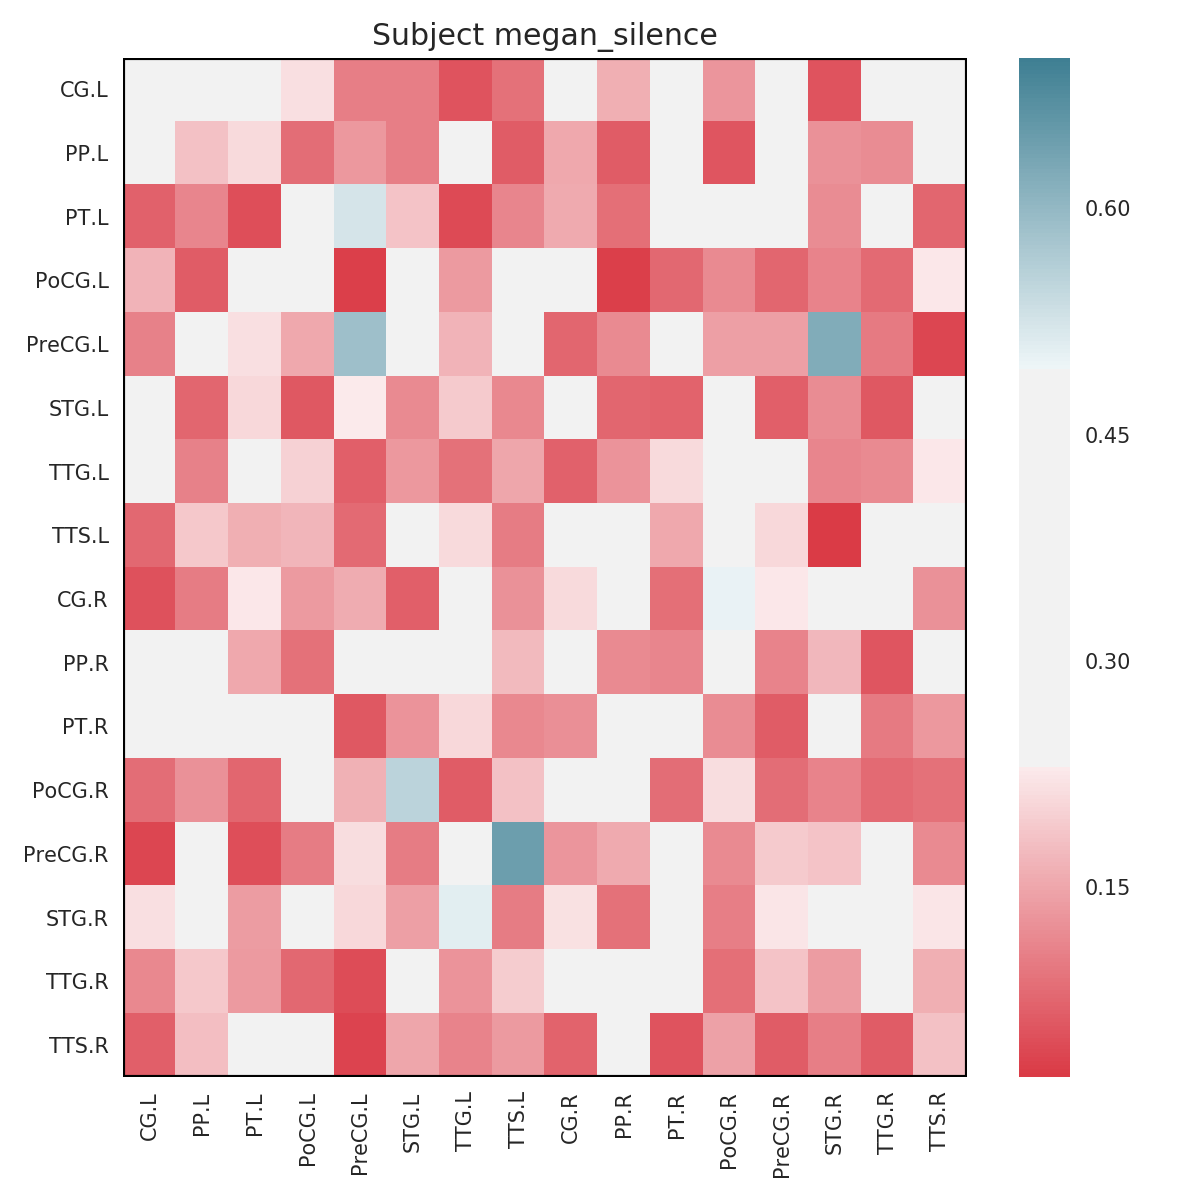 Subject megan_silence
CG.L
PP.L
PT.L
PoCG.L
PreCG.L
STG.L
TTG.L
TTS.L
CG.R
PP.R
PT.R
PoCG.R
PreCG.R
STG.R
TTG.R
TTS.R
CG.L
PP.L
PT.L
PoCG.L
PreCG.L
STG.L
TTG.L
TTS.L
CG.R
PP.R
PT.R
PoCG.R
PreCG.R
STG.R
TTG.R
TTS.R
0.60
0.45
0.30
0.15